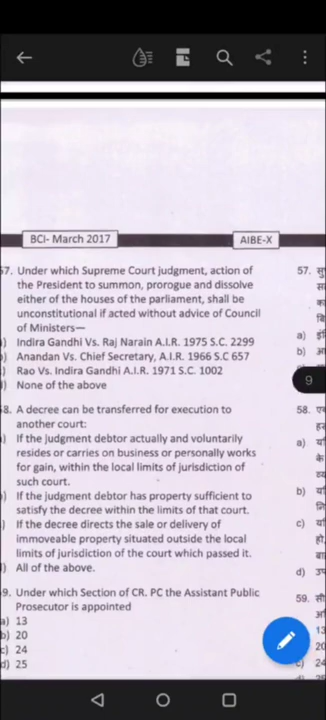 BCI- March 2017
AIBE-X
57. Under which Supreme Court judgment, action of
the President to summon, prorogue and dissolve
either of the houses of the parliament, shall be
unconstitutional if acted without advice of Council
of Ministers—
) Indira Gandhi Vs. Raj Narain A.I.R. 1975 S.C. 2299
) Anandan Vs. Chief Secretary, A.I.R. 1966 S.C 657
) Rao Vs. Indira Gandhi A.I.R. 1971 S.C. 1002
) None of the above
58. A decree can be transferred for execution to
another court:
) If the judgment debtor actually and voluntarily
resides or carries on business or personally works
for gain, within the local limits of jurisdiction of
such court.
) If the judgment debtor has property sufficient to
satisfy the decree within the limits of that court.
) If the decree directs the sale or delivery of
immoveable property situated outside the local
limits of jurisdiction of the court which passed it.
) All of the above.
59. Under which Section of CR. PC the Assistant Public
Prosecutor is appointed
a) 13
b) 20
c) 24
d) 25
57.
a)
b)
9
58.
a)
b)
c)
d)
59.
13
20
c) 24